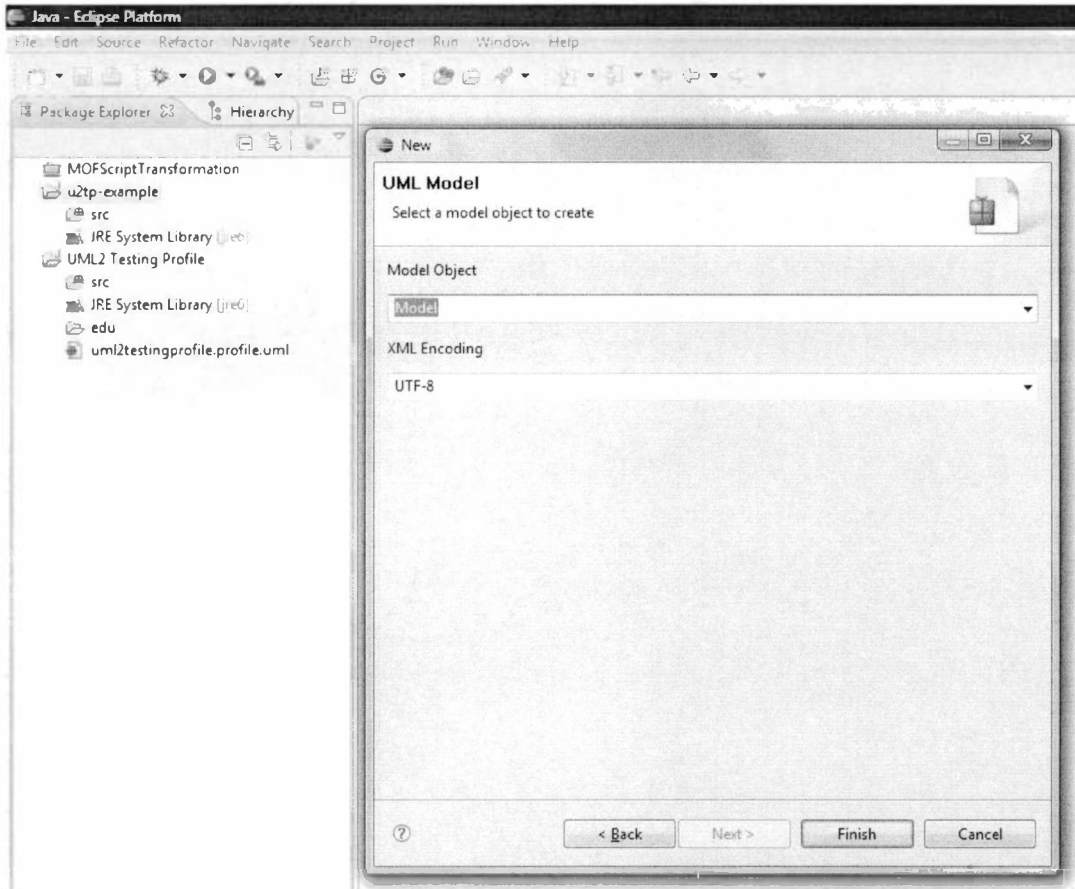 Java - Eclipse Platform
File Edit Source Refactor Navigate Search Project Run Window Help
Package Explorer Hierarchy
MOFScriptTransformation
u2tp-example
src
JRE System Library [jre6]
UML2 Testing Profile
src
JRE System Library [jre6]
edu
uml2testingprofile.profile.uml
New
UML Model
Select a model object to create
Model Object
Model
XML Encoding
UTF-8
< Back Next > Finish Cancel